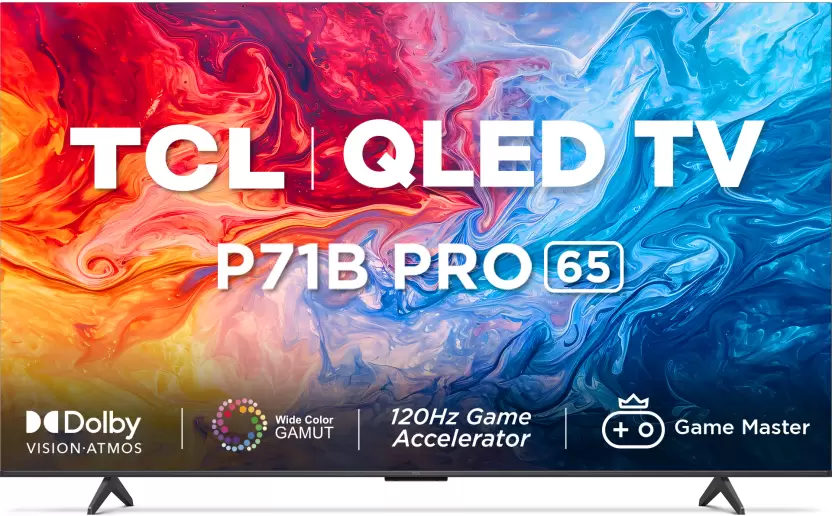 TCL | QLED TV
P71B PRO 65
Dolby
VISION·ATMOS
Wide Color
GAMUT
120Hz Game
Accelerator
Game Master